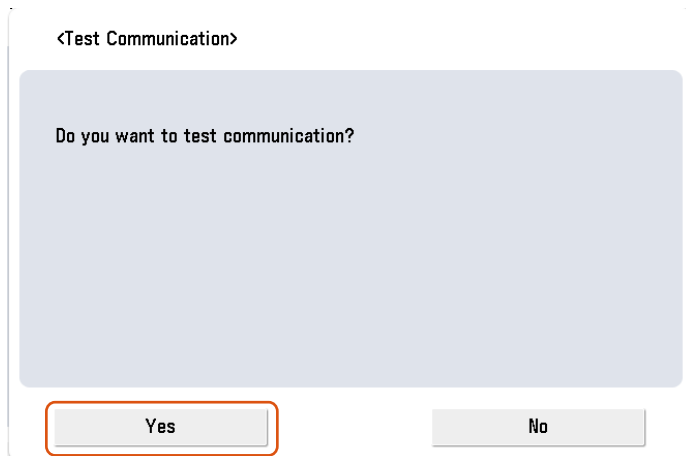 <Test Communication>
Do you want to test communication?
Yes
No